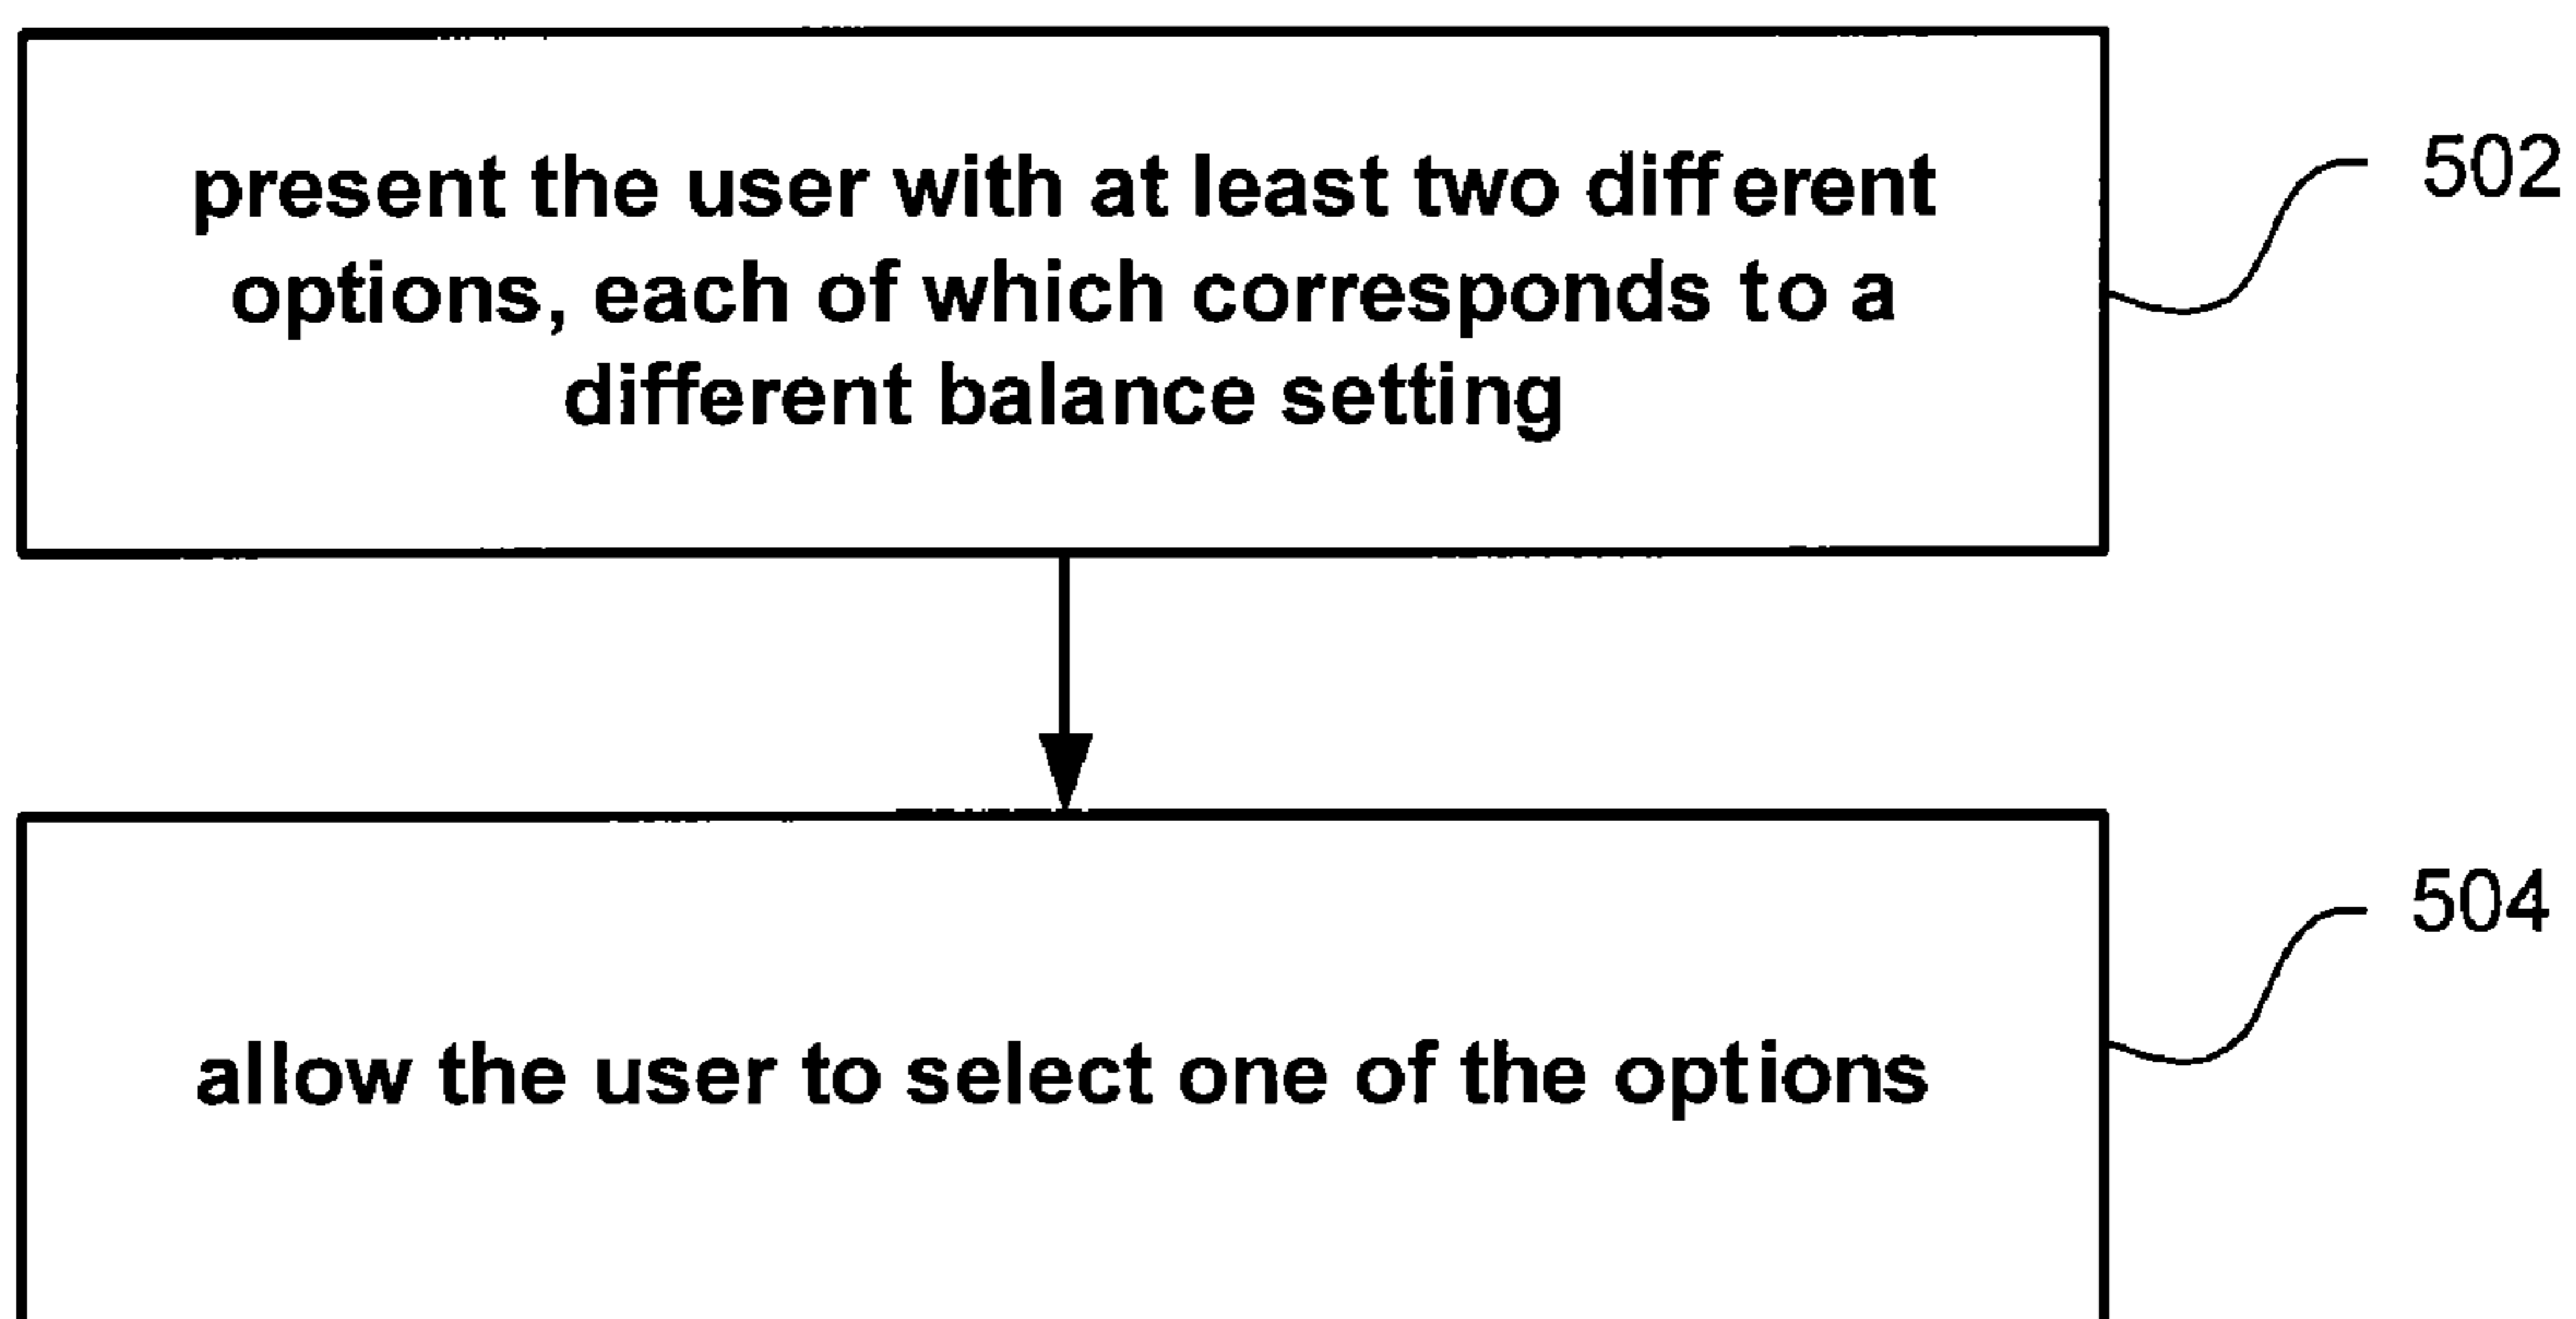 present the user with at least two different
502
options, each of which corresponds to a
different balance setting
504
allow the user to select one of the options